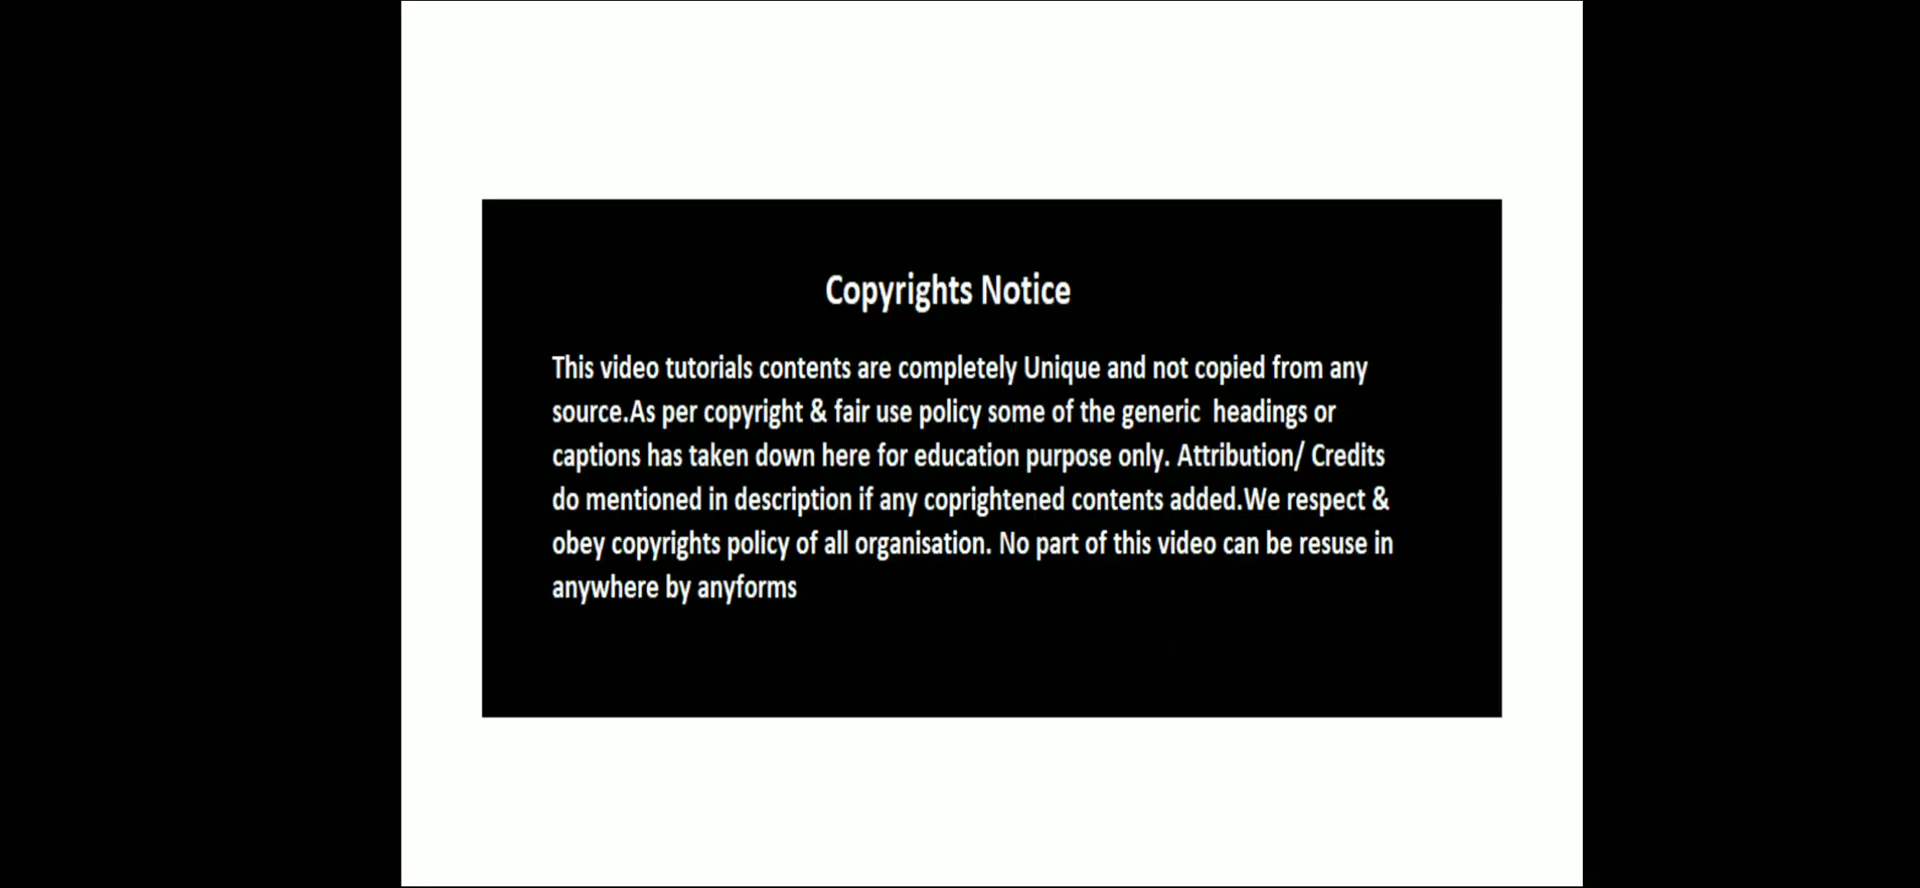 Copyrights Notice
This video tutorials contents are completely Unique and not copied from any
source.As per copyright & fair use policy some of the generic  headings or
captions has taken down here for education purpose only. Attribution/ Credits
do mentioned in description if any coprightened contents added.We respect &
obey copyrights policy of all organisation. No part of this video can be resuse in
anywhere by anyforms